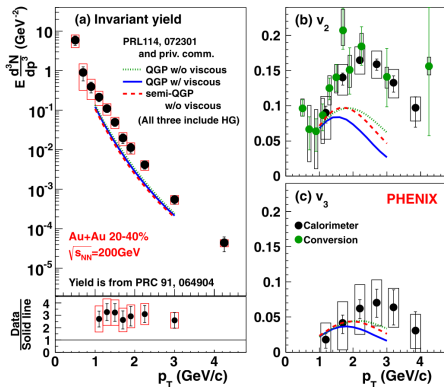 (a) Invariant yield
PRL114, 072301
and priv. comm.
QGP w/o viscous
QGP w/ viscous
semi-QGP
w/o viscous
(All three include HG)
E d³N/dp³ (GeV⁻²)
10
1
10⁻¹
10⁻²
10⁻³
10⁻⁴
10⁻⁵
Au+Au 20-40%
√sNN=200GeV
Yield is from PRC 91, 064904
Data
Solid line
5
4
3
2
1
0
0 1 2 3 4
pT (GeV/c)
(b) v₂
0.2
0.15
0.1
0.05
0
(c) v₃
PHENIX
Calorimeter
Conversion
0.15
0.1
0.05
0
0 1 2 3 4
pT (GeV/c)